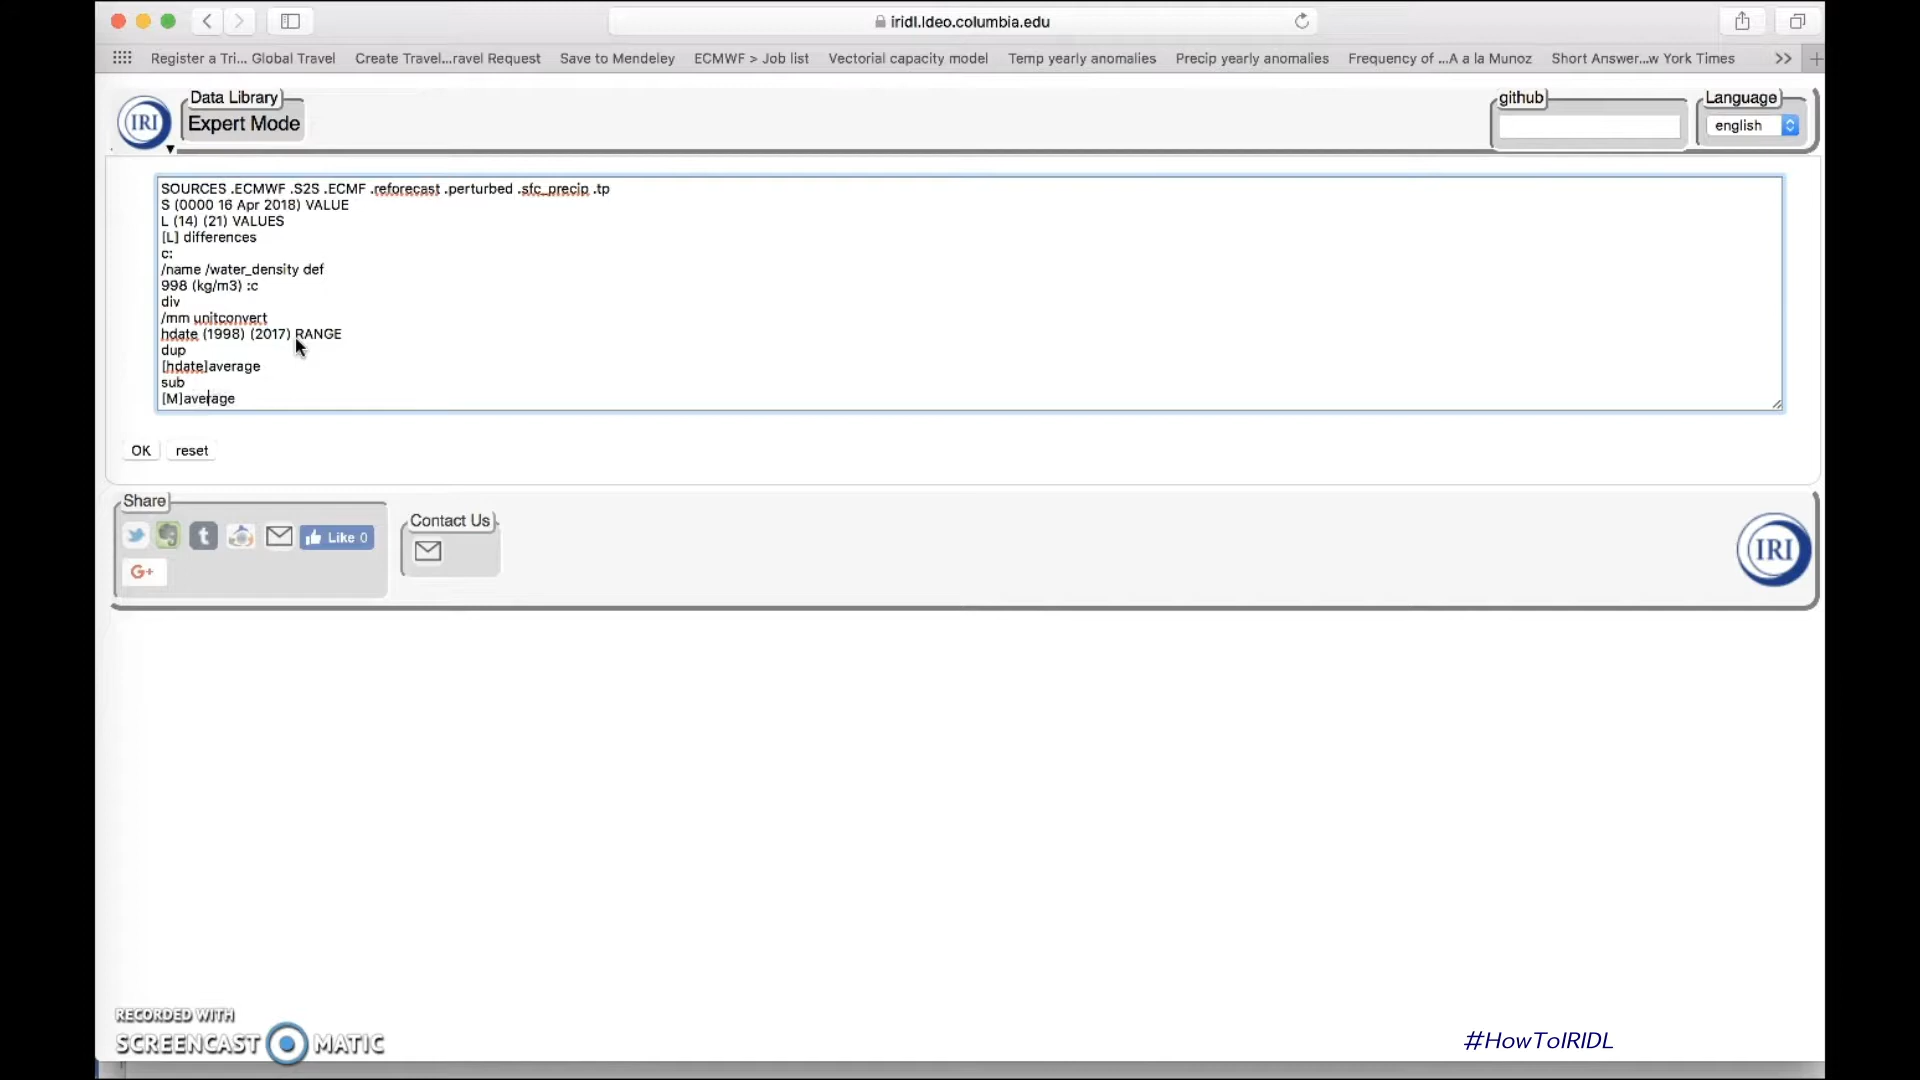 iridl.ldeo.columbia.edu
Register a Tri... Global Travel
Create Travel...ravel Request
Save to Mendeley
ECMWF > Job list
Vectorial capacity model
Temp yearly anomalies
Precip yearly anomalies
Frequency of ...A a la Munoz
Short Answer...w York Times
>>
IRI
Data Library
Expert Mode
github
Language
english
SOURCES .ECMWF .S2S .ECMF .reforecast .perturbed .sfc_precip .tp
S (0000 16 Apr 2018) VALUE
L (14) (21) VALUES
[L] differences
c:
/name /water_density def
998 (kg/m3) :c
div
/mm unitconvert
hdate (1998) (2017) RANGE
dup
[hdate]average
sub
[M]average
OK
reset
Share
t
Like 0
G+
Contact Us
IRI
RECORDED WITH
SCREENCAST MATIC
#HowToIRIDL